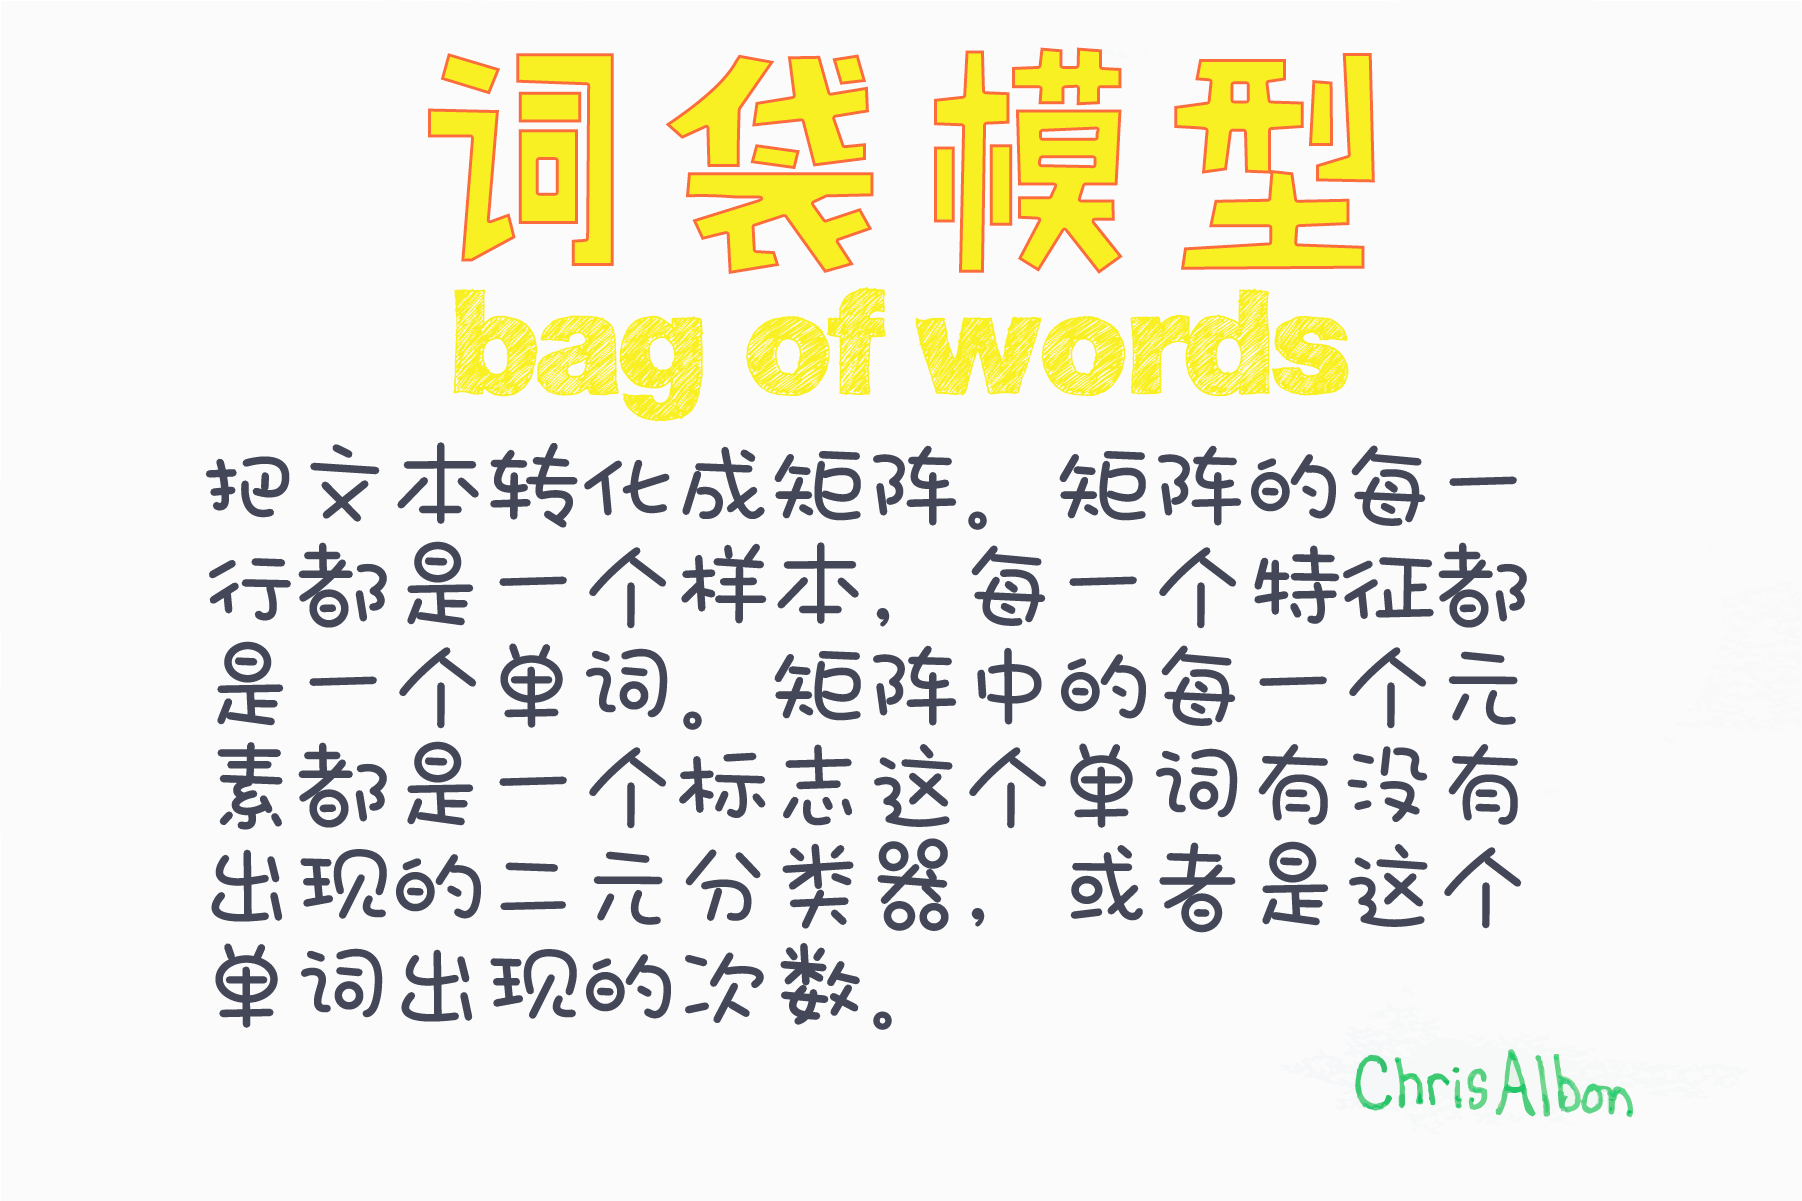 词袋模型
bag of words
把文本转化成矩阵。矩阵的每一
行都是一个样本，每一个特征都
是一个单词。矩阵中的每一个元
素都是一个标志这个单词有没有
出现的二元分类器，或者是这个
单词出现的次数。
ChrisAlbon